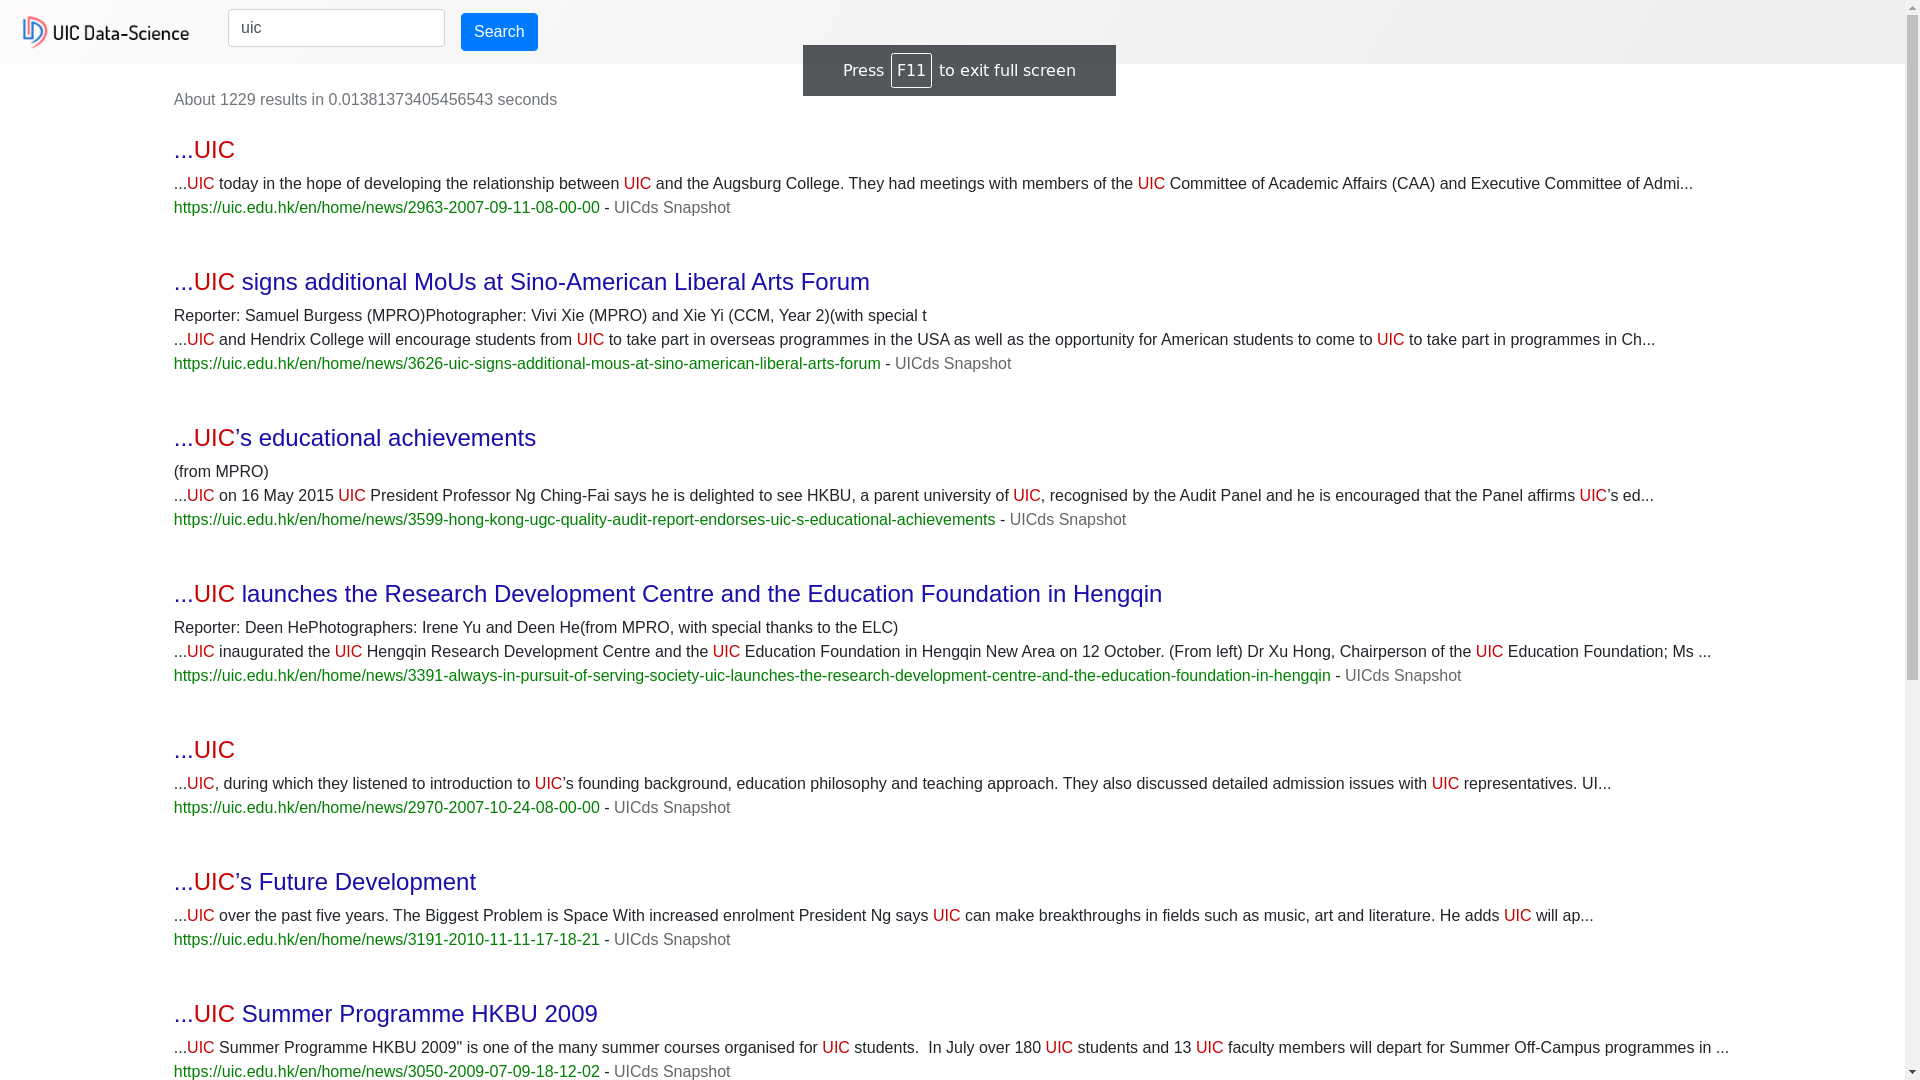 UIC Data-Science
uic
Search
Press F11 to exit full screen
About 1229 results in 0.01381373405456543 seconds
...UIC
...UIC today in the hope of developing the relationship between UIC and the Augsburg College. They had meetings with members of the UIC Committee of Academic Affairs (CAA) and Executive Committee of Admi...
https://uic.edu.hk/en/home/news/2963-2007-09-11-08-00-00 - UICds Snapshot
...UIC signs additional MoUs at Sino-American Liberal Arts Forum
Reporter: Samuel Burgess (MPRO)Photographer: Vivi Xie (MPRO) and Xie Yi (CCM, Year 2)(with special t
...UIC and Hendrix College will encourage students from UIC to take part in overseas programmes in the USA as well as the opportunity for American students to come to UIC to take part in programmes in Ch...
https://uic.edu.hk/en/home/news/3626-uic-signs-additional-mous-at-sino-american-liberal-arts-forum - UICds Snapshot
...UIC’s educational achievements
(from MPRO)
...UIC on 16 May 2015 UIC President Professor Ng Ching-Fai says he is delighted to see HKBU, a parent university of UIC, recognised by the Audit Panel and he is encouraged that the Panel affirms UIC’s ed...
https://uic.edu.hk/en/home/news/3599-hong-kong-ugc-quality-audit-report-endorses-uic-s-educational-achievements - UICds Snapshot
...UIC launches the Research Development Centre and the Education Foundation in Hengqin
Reporter: Deen HePhotographers: Irene Yu and Deen He(from MPRO, with special thanks to the ELC)
...UIC inaugurated the UIC Hengqin Research Development Centre and the UIC Education Foundation in Hengqin New Area on 12 October. (From left) Dr Xu Hong, Chairperson of the UIC Education Foundation; Ms ...
https://uic.edu.hk/en/home/news/3391-always-in-pursuit-of-serving-society-uic-launches-the-research-development-centre-and-the-education-foundation-in-hengqin - UICds Snapshot
...UIC
...UIC, during which they listened to introduction to UIC’s founding background, education philosophy and teaching approach. They also discussed detailed admission issues with UIC representatives. UI...
https://uic.edu.hk/en/home/news/2970-2007-10-24-08-00-00 - UICds Snapshot
...UIC’s Future Development
...UIC over the past five years. The Biggest Problem is Space With increased enrolment President Ng says UIC can make breakthroughs in fields such as music, art and literature. He adds UIC will ap...
https://uic.edu.hk/en/home/news/3191-2010-11-11-17-18-21 - UICds Snapshot
...UIC Summer Programme HKBU 2009
...UIC Summer Programme HKBU 2009" is one of the many summer courses organised for UIC students.  In July over 180 UIC students and 13 UIC faculty members will depart for Summer Off-Campus programmes in ...
https://uic.edu.hk/en/home/news/3050-2009-07-09-18-12-02 - UICds Snapshot